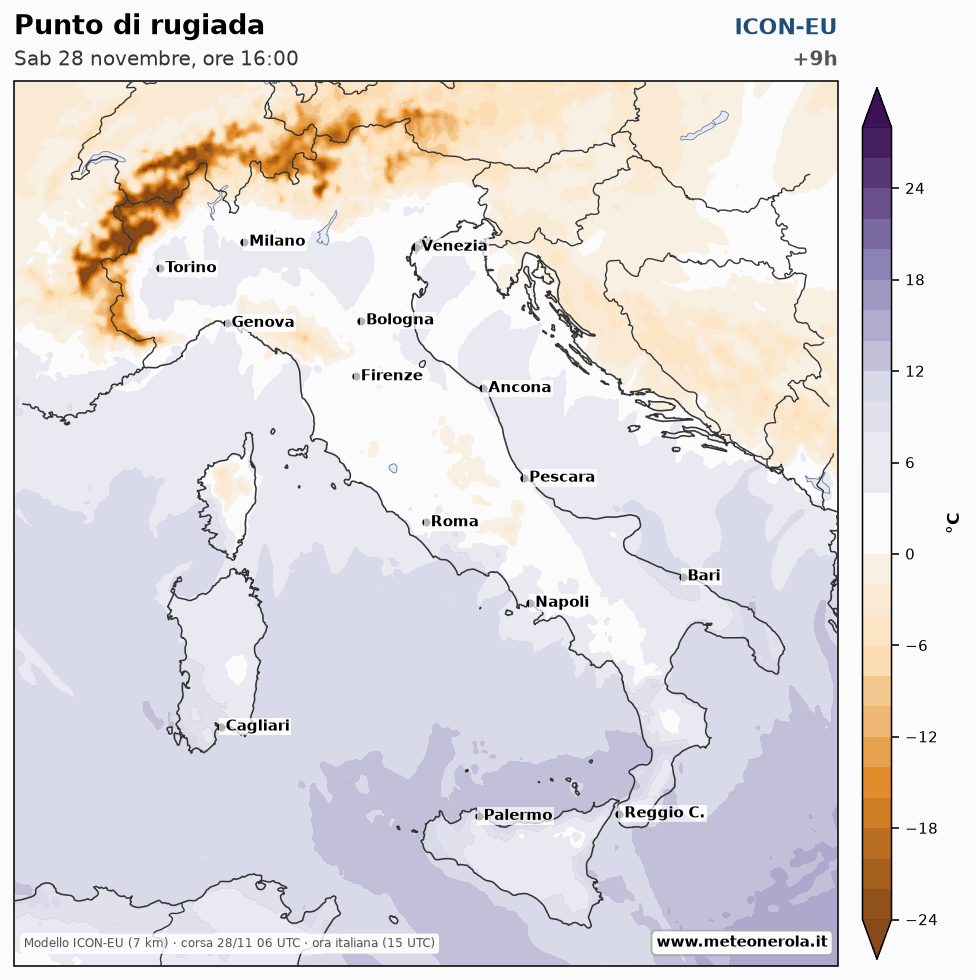 Punto di rugiada
ICON-EU
Sab 28 novembre, ore 16:00
+9h
Milano
Venezia
Torino
Genova
Bologna
Firenze
Ancona
Pescara
Roma
Bari
Napoli
Cagliari
Palermo
Reggio C.
24
18
12
6
0
−6
−12
−18
−24
°C
Modello ICON-EU (7 km) · corsa 28/11 06 UTC · ora italiana (15 UTC)
www.meteonerola.it